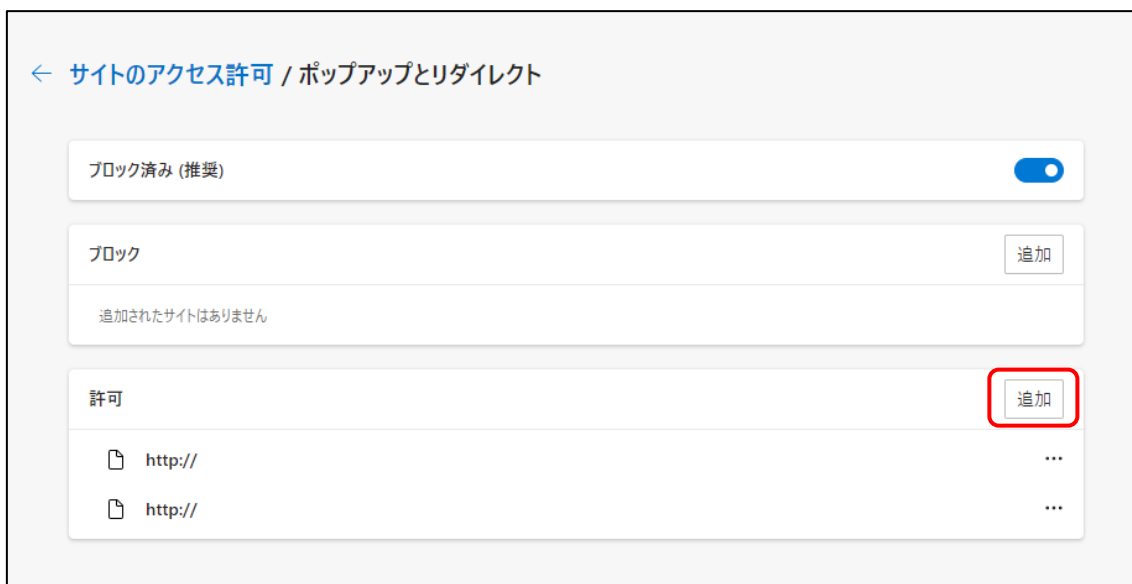 ← サイトのアクセス許可 / ポップアップとリダイレクト
ブロック済み (推奨)
ブロック 追加
追加されたサイトはありません
許可 追加
http:// ...
http:// ...